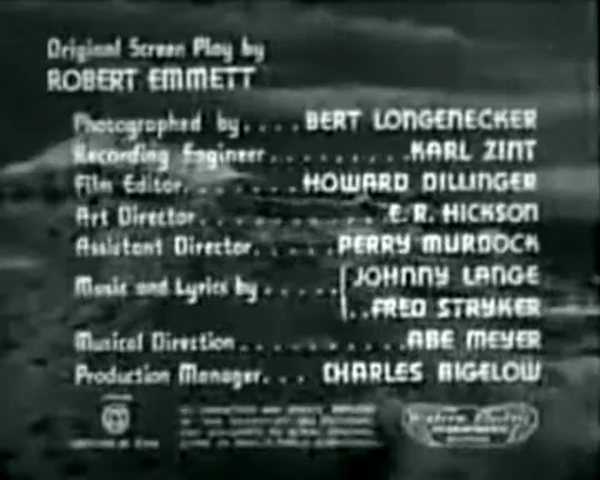 Original Screen Play by
ROBERT EMMETT
Photographed by....BERT LONGENECKER
Recording Engineer.........KARL ZINT
Film Editor.......HOWARD DILLINGER
Art Director............E.R. HICKSON
Assistant Director.....PERRY MURDOCK
Music and Lyrics by.....JOHNNY LANGE
..FRED STRYKER
Musical Direction..........ABE MEYER
Production Manager... CHARLES BIGELOW
Western Electric